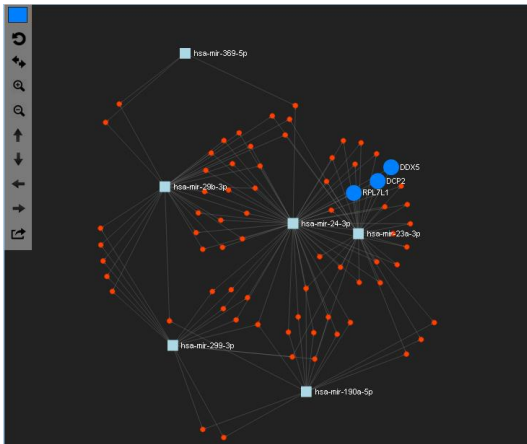 hsa-mir-369-5p
DDX5
DCP2
hsa-mir-29b-3p
RPL7L1
hsa-mir-24-3p
hsa-mir-23a-3p
hsa-mir-299-3p
hsa-mir-190a-5p